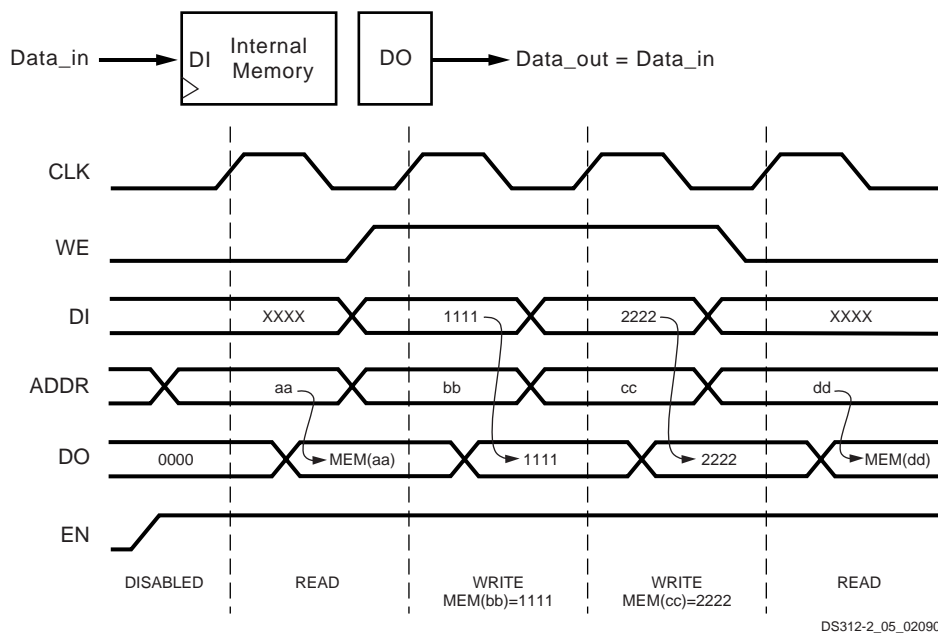 Data_in
DI
Internal
Memory
DO
Data_out = Data_in
CLK
WE
DI XXXX 1111 2222 XXXX
ADDR aa bb cc dd
DO 0000 MEM(aa) 1111 2222 MEM(dd)
EN
DISABLED READ WRITE WRITE READ
MEM(bb)=1111 MEM(cc)=2222
DS312-2_05_02090